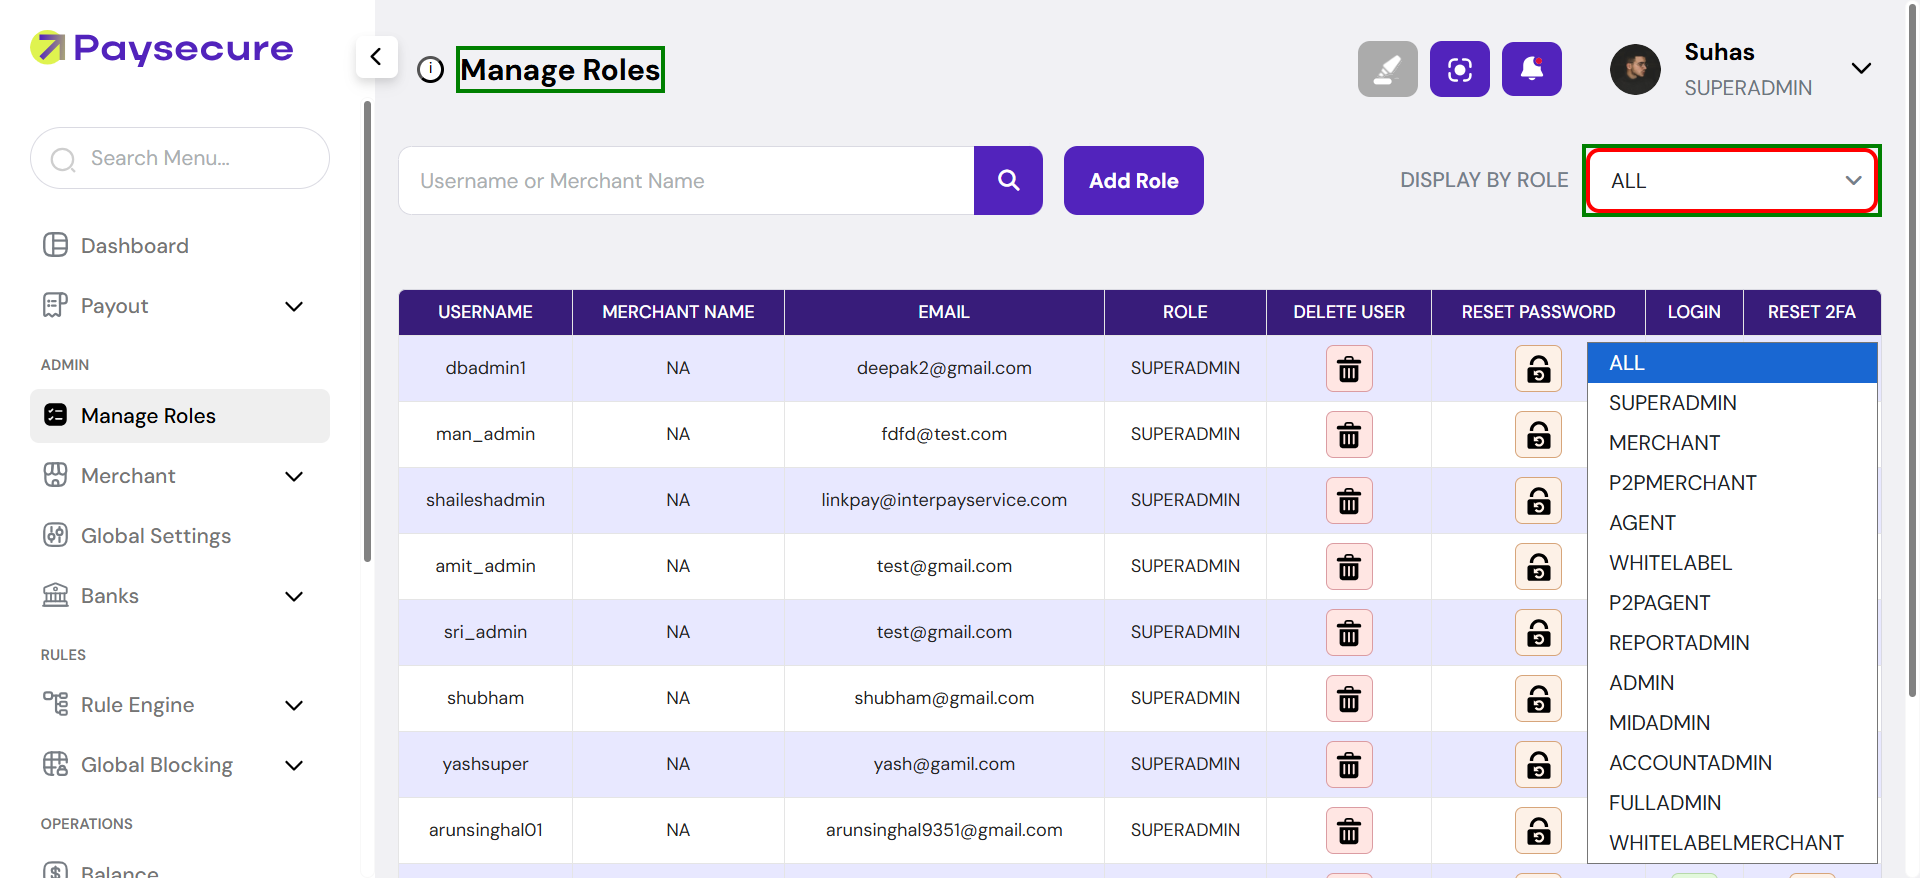 Paysecure
Manage Roles
Suhas
SUPERADMIN
Search Menu...
Username or Merchant Name
Add Role
DISPLAY BY ROLE
ALL
Dashboard
Payout
ADMIN
Manage Roles
Merchant
Global Settings
Banks
RULES
Rule Engine
Global Blocking
OPERATIONS
Balance
USERNAME MERCHANT NAME EMAIL ROLE DELETE USER RESET PASSWORD LOGIN RESET 2FA
dbadmin1 NA deepak2@gmail.com SUPERADMIN
man_admin NA fdfd@test.com SUPERADMIN
shaileshadmin NA linkpay@interpayservice.com SUPERADMIN
amit_admin NA test@gmail.com SUPERADMIN
sri_admin NA test@gmail.com SUPERADMIN
shubham NA shubham@gmail.com SUPERADMIN
yashsuper NA yash@gamil.com SUPERADMIN
arunsinghal01 NA arunsinghal9351@gmail.com SUPERADMIN
ALL
SUPERADMIN
MERCHANT
P2PMERCHANT
AGENT
WHITELABEL
P2PAGENT
REPORTADMIN
ADMIN
MIDADMIN
ACCOUNTADMIN
FULLADMIN
WHITELABELMERCHANT